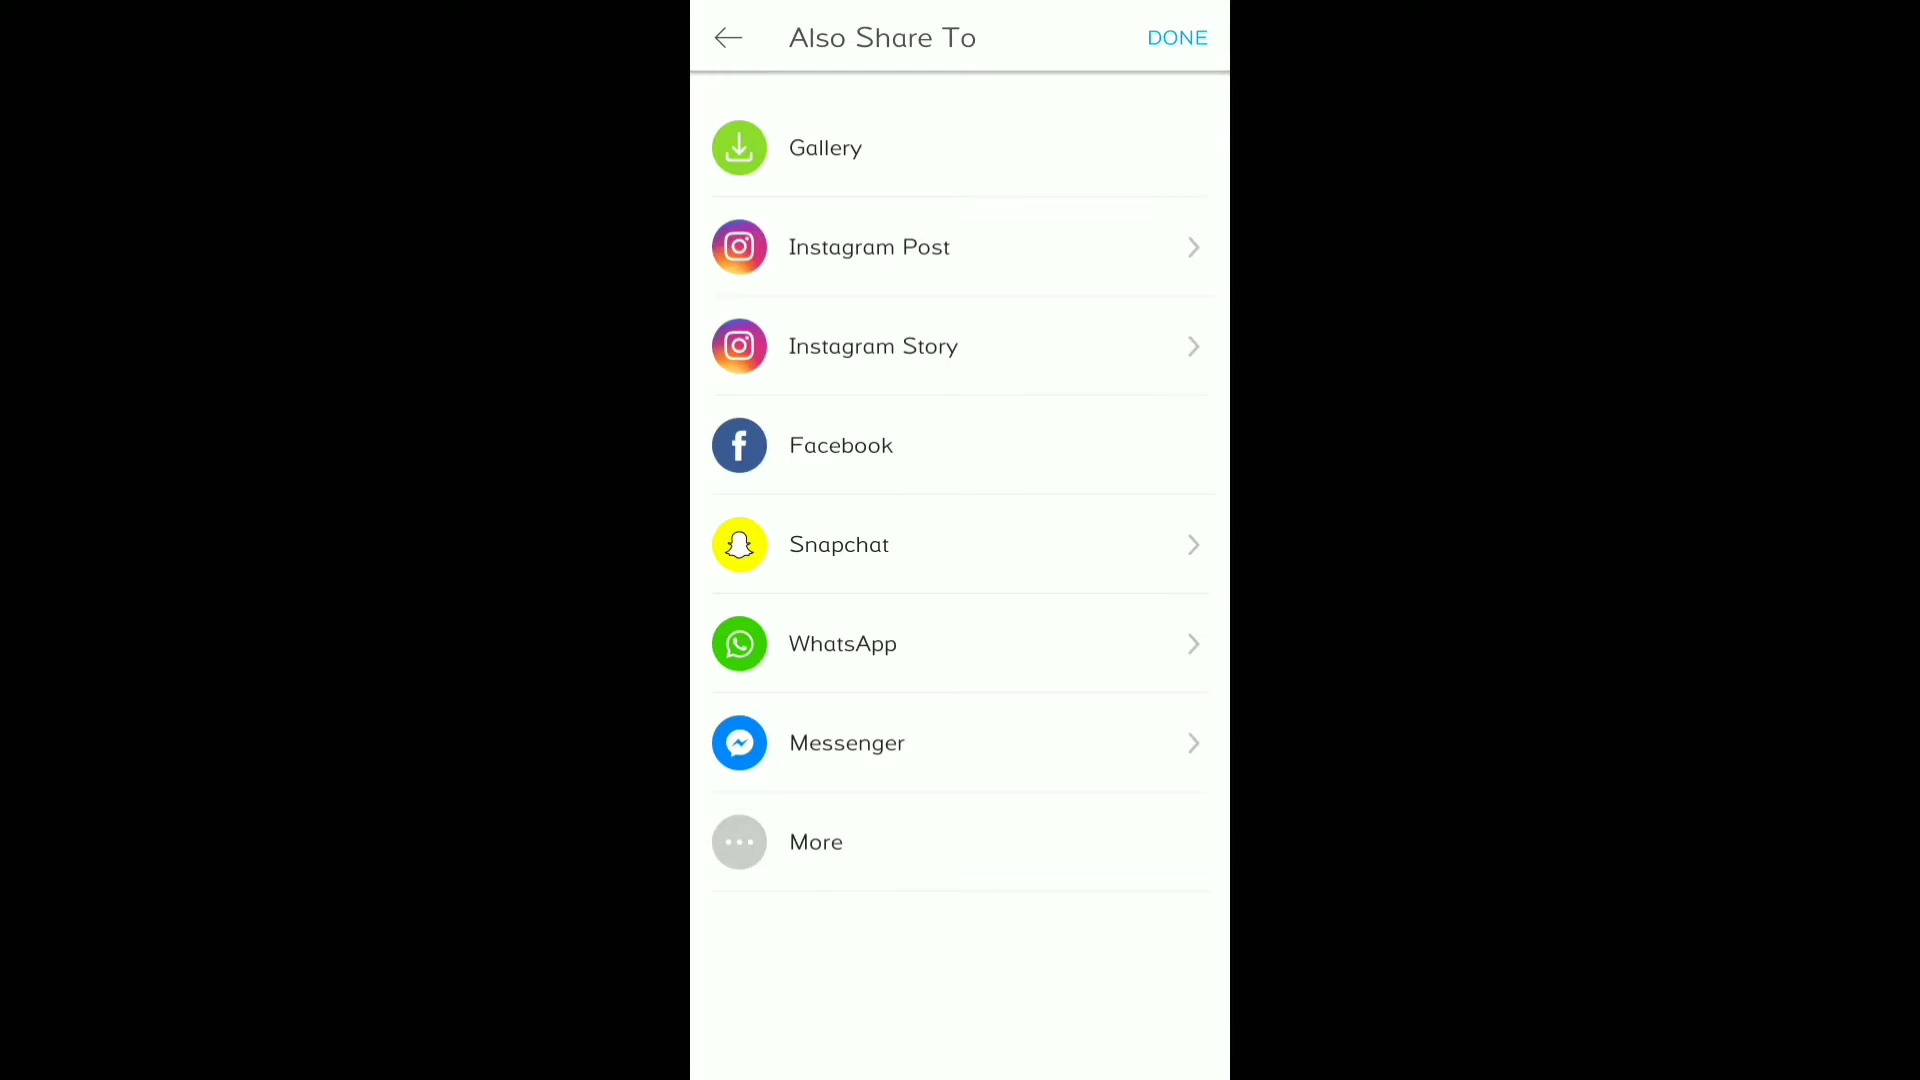 Also Share To
DONE
Gallery
Instagram Post
Instagram Story
Facebook
Snapchat
WhatsApp
Messenger
More